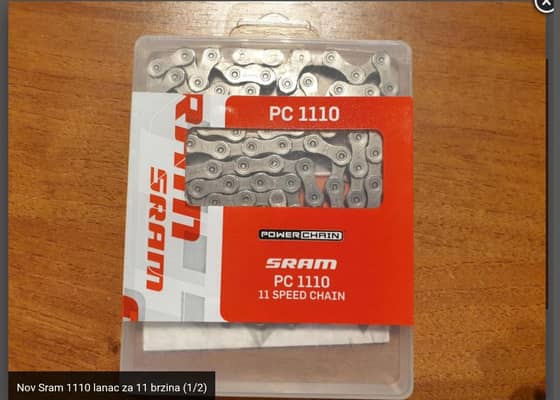 PC 1110
SRAM
POWERCHAIN
SRAM
PC 1110
11 SPEED CHAIN
Nov Sram 1110 lanac za 11 brzina (1/2)